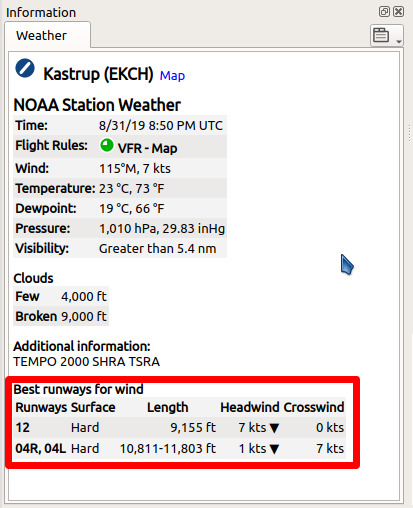 Information
Weather
Kastrup (EKCH) Map
NOAA Station Weather
Time: 8/31/19 8:50 PM UTC
Flight Rules: VFR - Map
Wind: 115°M, 7 kts
Temperature: 23 °C, 73 °F
Dewpoint: 19 °C, 66 °F
Pressure: 1,010 hPa, 29.83 inHg
Visibility: Greater than 5.4 nm
Clouds
Few 4,000 ft
Broken 9,000 ft
Additional information:
TEMPO 2000 SHRA TSRA
Best runways for wind
Runways Surface Length Headwind Crosswind
12 Hard 9,155 ft 7 kts ▼ 0 kts
04R, 04L Hard 10,811-11,803 ft 1 kts ▼ 7 kts